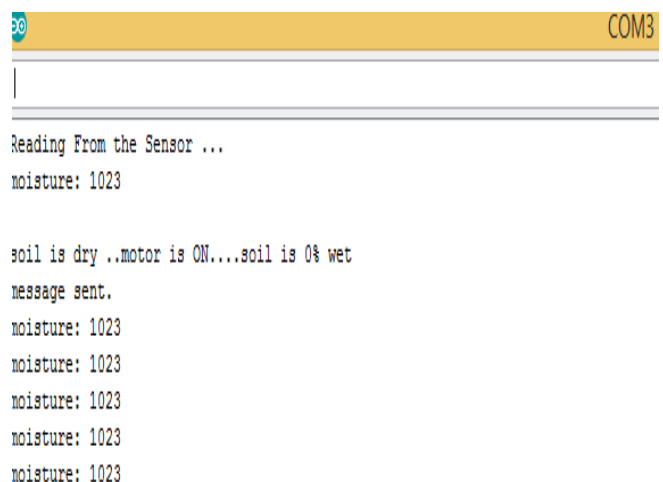 COM3
Reading From the Sensor ...
moisture: 1023
soil is dry ..motor is ON....soil is 0% wet
message sent.
moisture: 1023
moisture: 1023
moisture: 1023
moisture: 1023
moisture: 1023